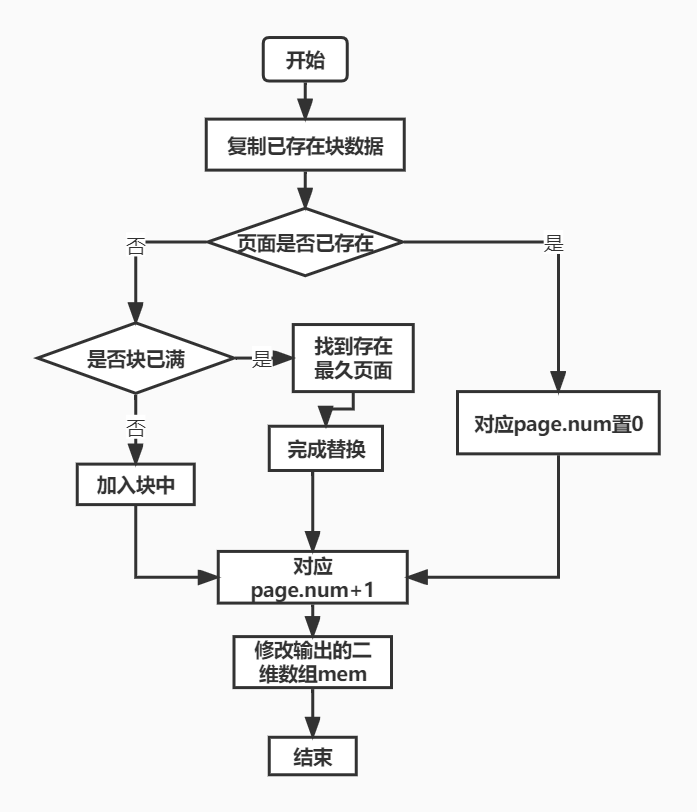 开始
复制已存在块数据
页面是否已存在
否
是
是否块已满
是
找到存在
最久页面
否
对应page.num置0
完成替换
加入块中
对应
page.num+1
修改输出的二
维数组mem
结束